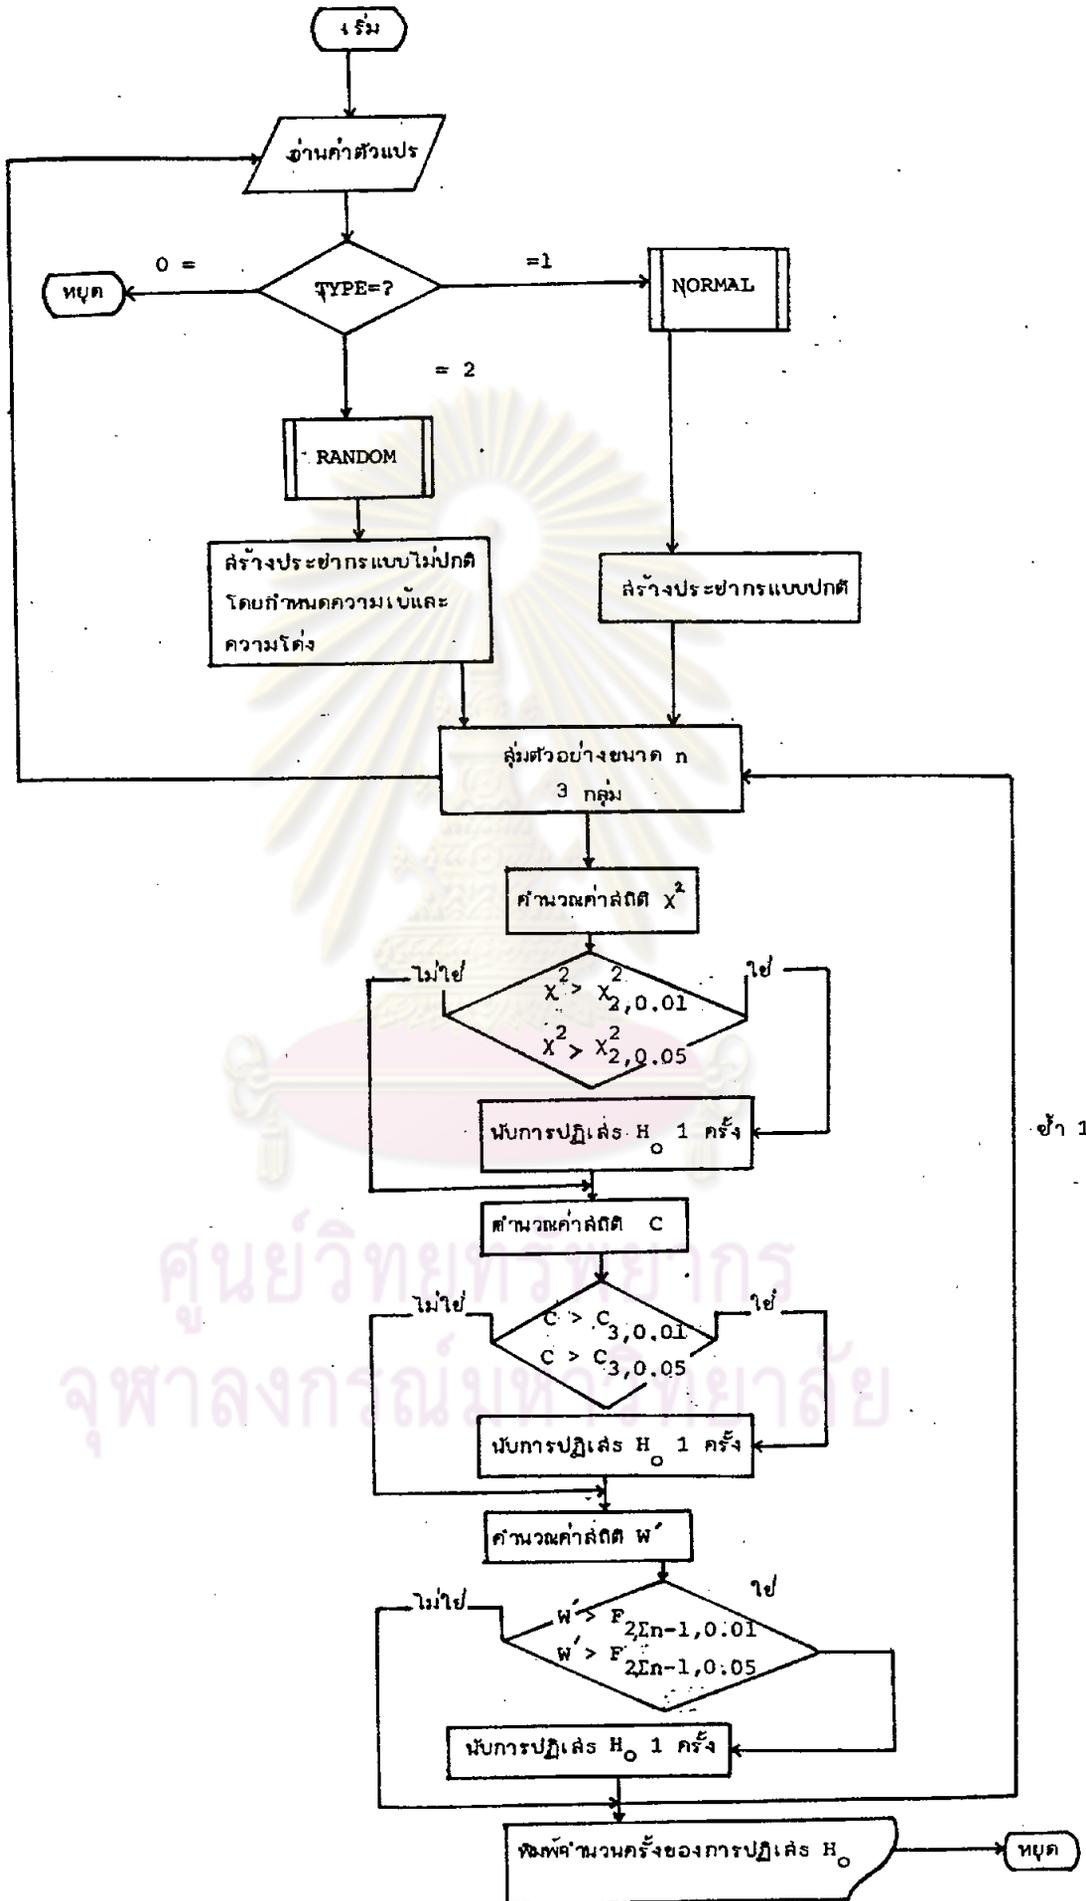 เริ่ม
อ่านค่าตัวแปร
0 =
=1
หยุด
TYPE=?
NORMAL
= 2
RANDOM
สร้างประชากรแบบไม่ปกติ
โดยกำหนดความเบ้และ
ความโด่ง
สร้างประชากรแบบปกติ
สุ่มตัวอย่างขนาด n
3 กลุ่ม
คำนวณค่าสถิติ χ²
ไม่ใช่
ใช่
χ² > χ²2,0.01
χ² > χ²2,0.05
นับการปฏิเสธ Ho 1 ครั้ง
ซ้ำ 1
คำนวณค่าสถิติ C
ศูนย์วิทยทรัพยากร
ไม่ใช่
ใช่
C > C3,0.01
C > C3,0.05
จุฬาลงกรณ์มหาวิทยาลัย
นับการปฏิเสธ Ho 1 ครั้ง
คำนวณค่าสถิติ W′
ไม่ใช่
ใช่
W′ > F2,Σn-1,0.01
W′ > F2,Σn-1,0.05
นับการปฏิเสธ Ho 1 ครั้ง
พิมพ์จำนวนครั้งของการปฏิเสธ Ho
หยุด